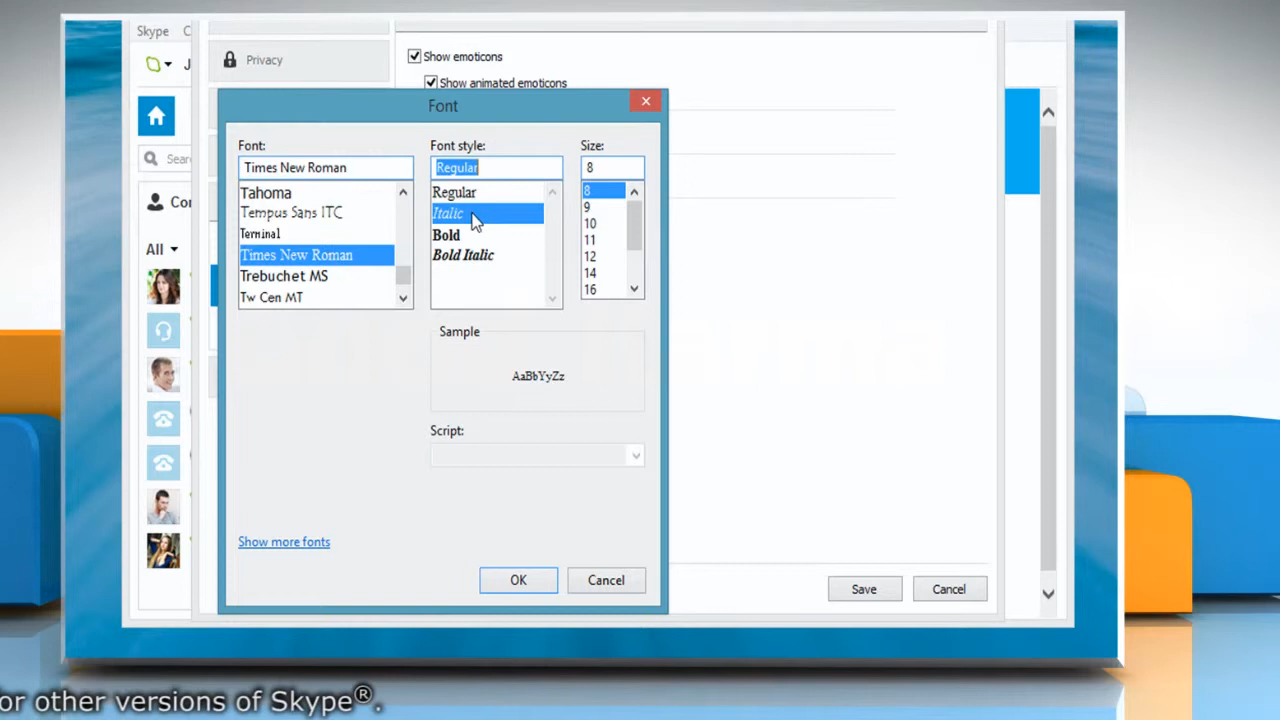 Skype
Privacy
Show emoticons
Show animated emoticons
Font
Font:
Font style:
Size:
Times New Roman
Regular
8
Tahoma
Tempus Sans ITC
Terminal
Times New Roman
Trebuchet MS
Tw Cen MT
Regular
Italic
Bold
Bold Italic
8
9
10
11
12
14
16
Sear
Con
All
Sample
AaBbYyZz
Script:
Show more fonts
OK
Cancel
Save
Cancel
or other versions of Skype®.